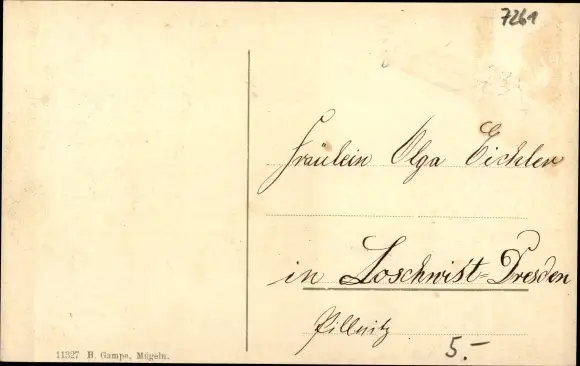 7261
Fräulein Olga Eichler
in Loschwitz=Dresden
Pillnitz
5.-
11327 B. Gampe, Mügeln.